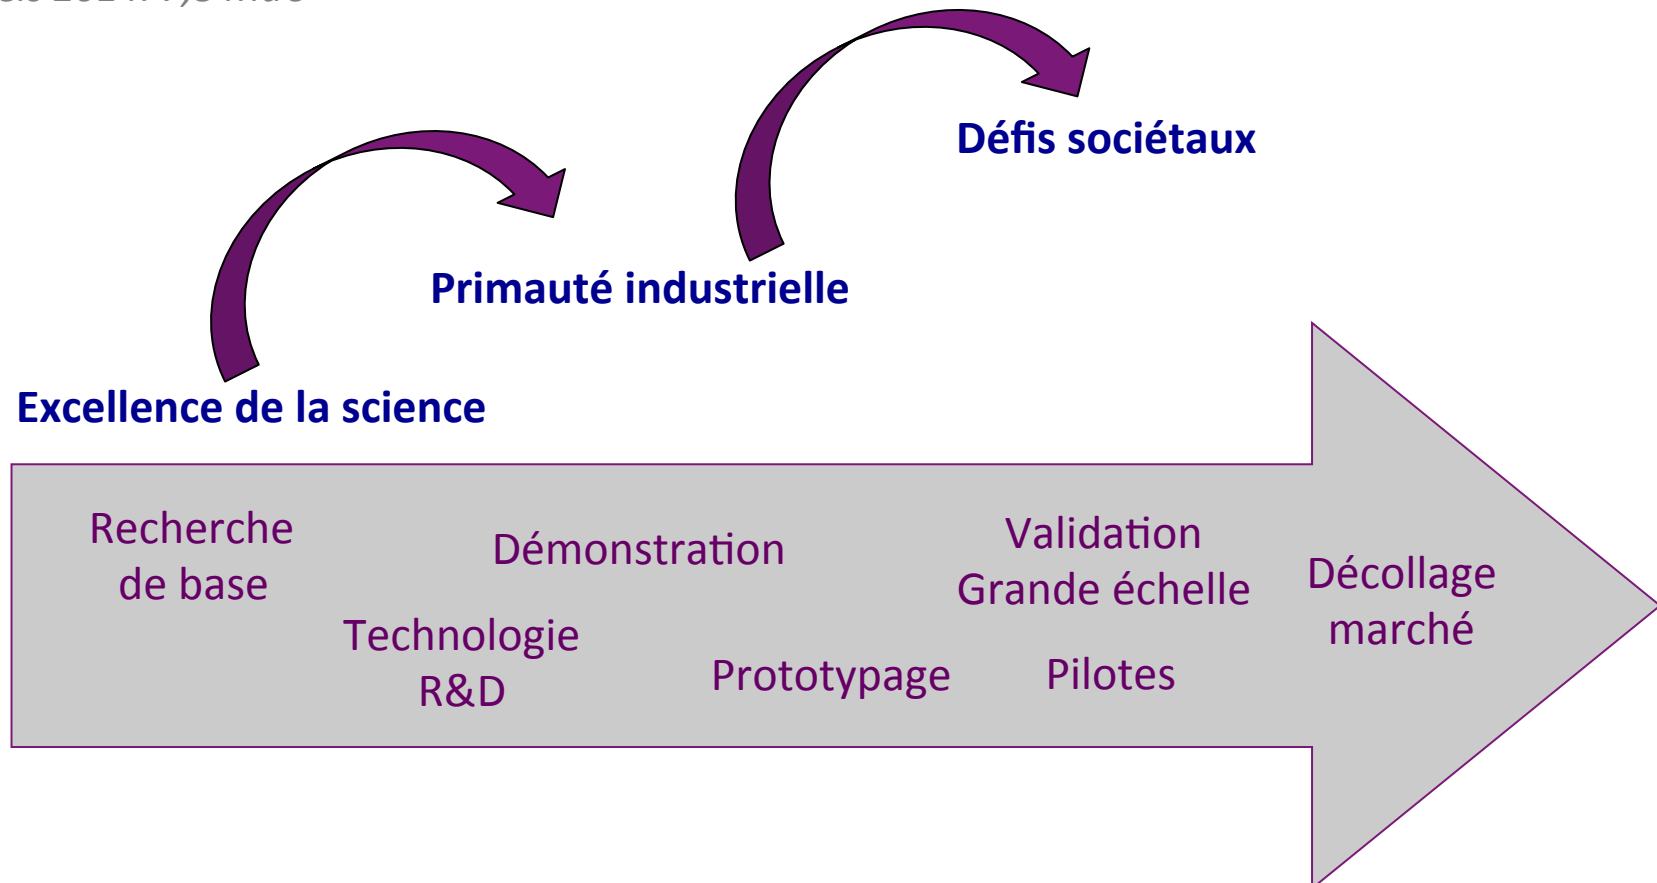 Défis sociétaux
Primauté industrielle
Excellence de la science
Recherche
de base
Démonstration
Technologie
R&D
Prototypage
Validation
Grande échelle
Pilotes
Décollage
marché